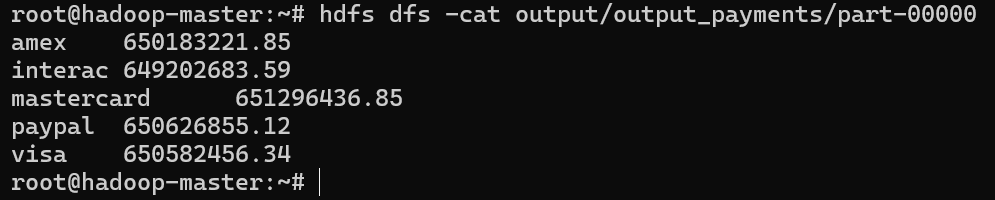 root@hadoop-master:~# hdfs dfs -cat output/output_payments/part-00000
amex	650183221.85
interac	649202683.59
mastercard	651296436.85
paypal	650626855.12
visa	650582456.34
root@hadoop-master:~#